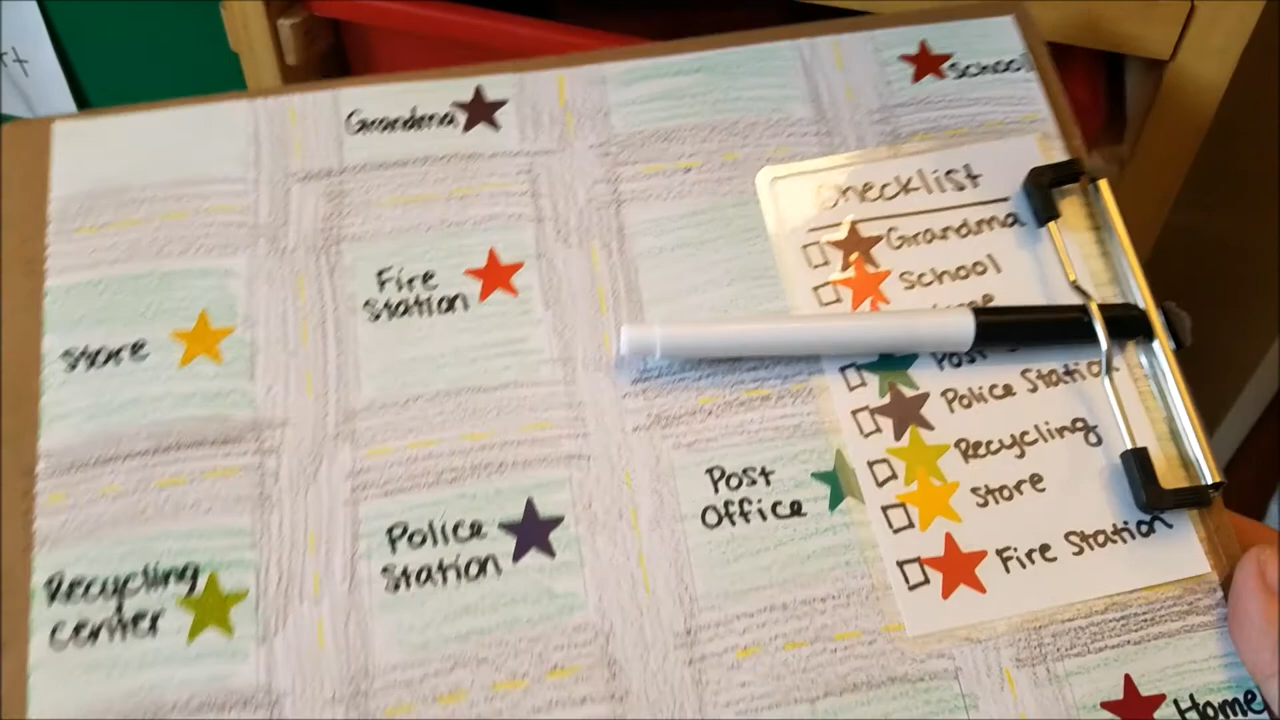 Grandma
School
Store
Fire
Station
Recycling
center
Police
Station
Post
Office
Home
Checklist
Grandma
School
Post
Police Station
Recycling
Store
Fire Station